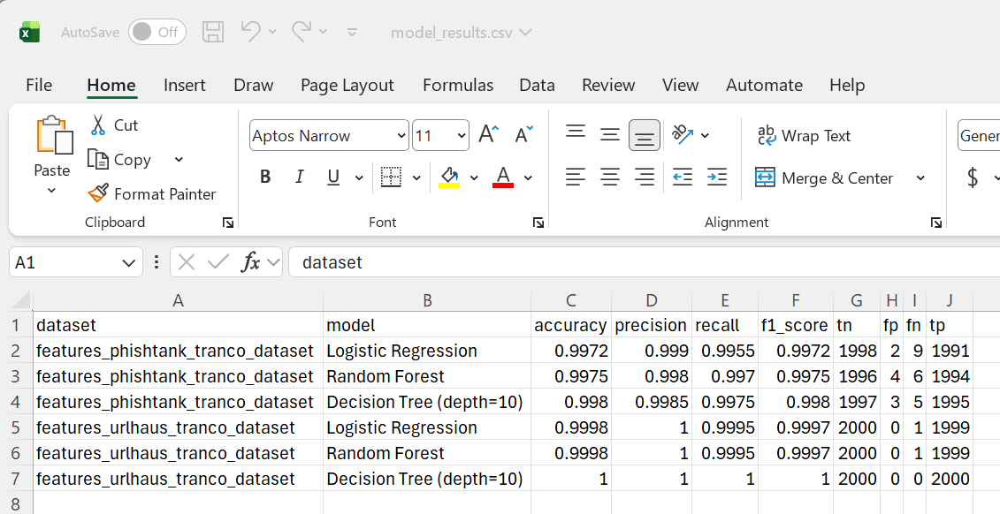 AutoSave Off model_results.csv
File Home Insert Draw Page Layout Formulas Data Review View Automate Help
Paste Cut Copy Format Painter
Clipboard
Aptos Narrow 11 A A
B I U A
Font
ab Wrap Text
Merge & Center
Alignment
Gener
$
A1 fx dataset
A B C D E F G H I J
1 dataset model accuracy precision recall f1_score tn fp fn tp
2 features_phishtank_tranco_dataset Logistic Regression 0.9972 0.999 0.9955 0.9972 1998 2 9 1991
3 features_phishtank_tranco_dataset Random Forest 0.9975 0.998 0.997 0.9975 1996 4 6 1994
4 features_phishtank_tranco_dataset Decision Tree (depth=10) 0.998 0.9985 0.9975 0.998 1997 3 5 1995
5 features_urlhaus_tranco_dataset Logistic Regression 0.9998 1 0.9995 0.9997 2000 0 1 1999
6 features_urlhaus_tranco_dataset Random Forest 0.9998 1 0.9995 0.9997 2000 0 1 1999
7 features_urlhaus_tranco_dataset Decision Tree (depth=10) 1 1 1 1 2000 0 0 2000
8